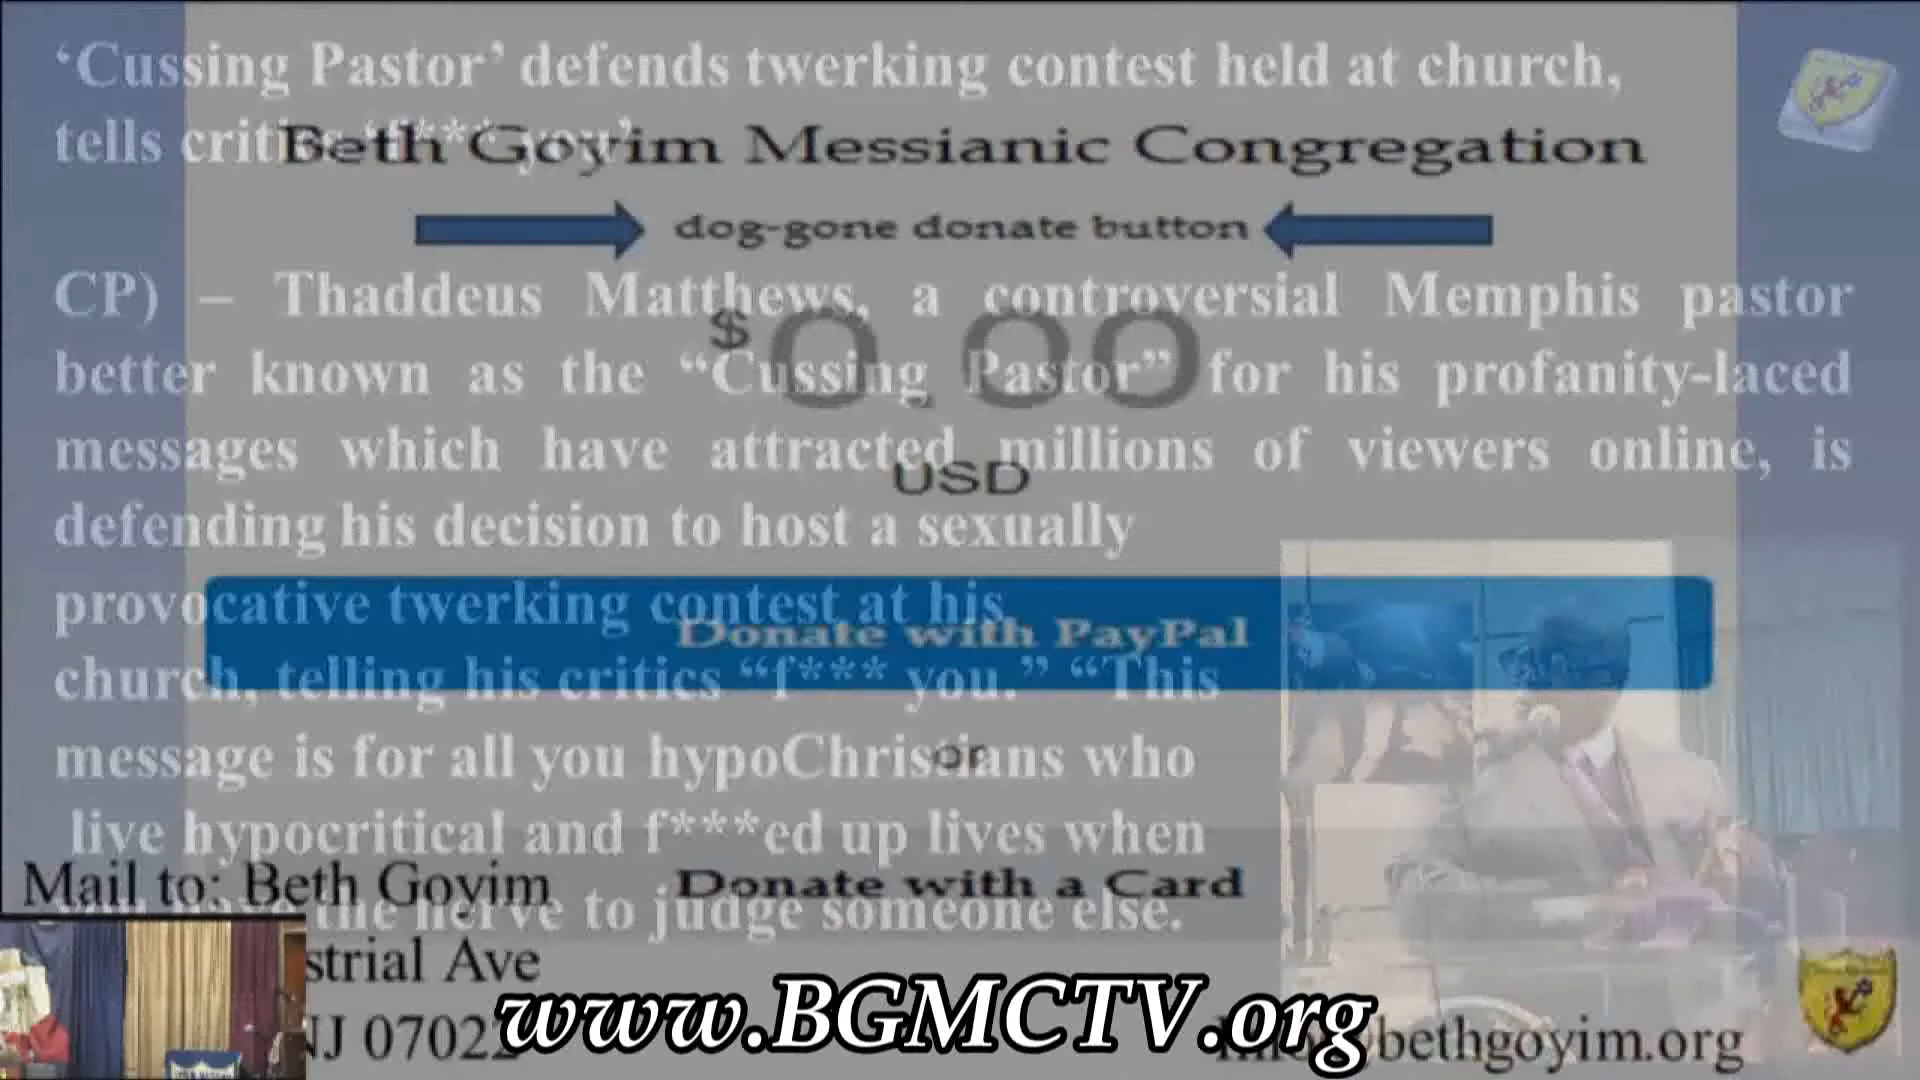 ‘Cussing Pastor’ defends twerking contest held at church,
tells critics “f*** you’
Beth Goyim Messianic Congregation
dog-gone donate button
CP) – Thaddeus Matthews, a controversial Memphis pastor
$ 0.00
better known as the “Cussing Pastor” for his profanity-laced
messages which have attracted millions of viewers online, is
USD
defending his decision to host a sexually
provocative twerking contest at his
Donate with PayPal
church, telling his critics “f*** you.” “This
message is for all you hypoChristians who
or
live hypocritical and f***ed up lives when
Mail to: Beth Goyim
Donate with a Card
the nerve to judge someone else.
strial Ave
www.BGMCTV.org
NJ 07022
bethgoyim.org